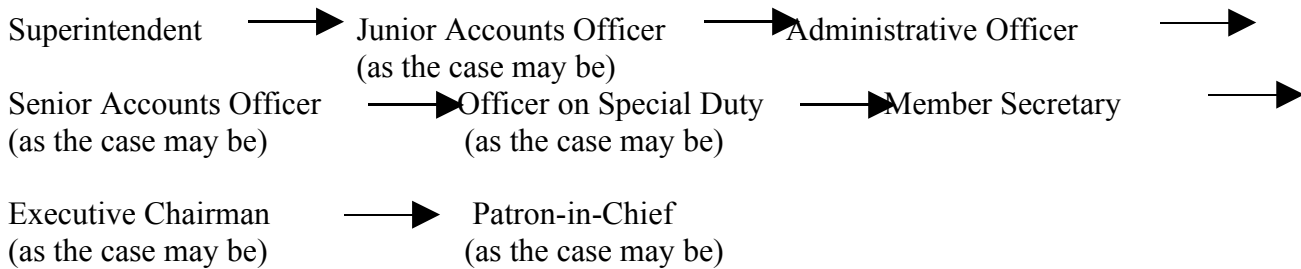 Superintendent Junior Accounts Officer Administrative Officer
(as the case may be)
Senior Accounts Officer Officer on Special Duty Member Secretary
(as the case may be) (as the case may be)
Executive Chairman Patron-in-Chief
(as the case may be) (as the case may be)